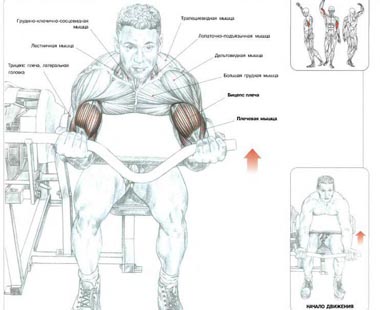 Грудино-ключично-сосцевидная
мышца
Лестничная мышца
Трицепс плеча, латеральная
головка
Трапециевидная мышца
Лопаточно-подъязычная мышца
Дельтовидная мышца
Большая грудная мышца
Бицепс плеча
Плечевая мышца
НАЧАЛО ДВИЖЕНИЯ